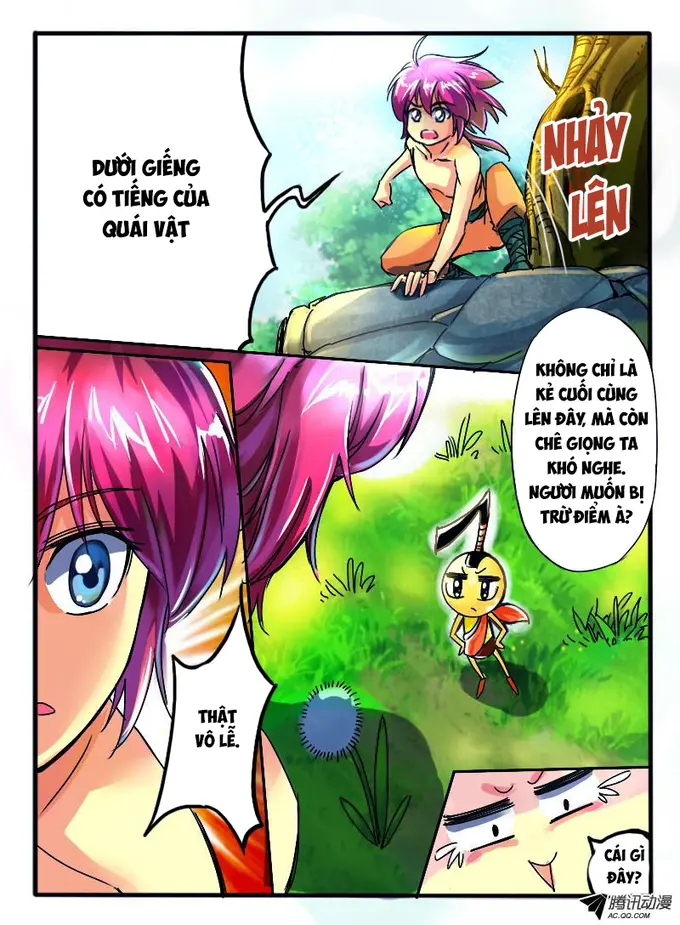 DƯỚI GIẾNG
CÓ TIẾNG CỦA
QUÁI VẬT
NHẢY
LÊN
KHÔNG CHỈ LÀ
KẺ CUỐI CÙNG
LÊN ĐÂY, MÀ CÒN
CHÊ GIỌNG TA
KHÓ NGHE.
NGƯƠI MUỐN BỊ
TRỪ ĐIỂM À?
THẬT
VÔ LỄ.
CÁI GÌ
ĐÂY?
腾讯动漫
AC.QQ.COM